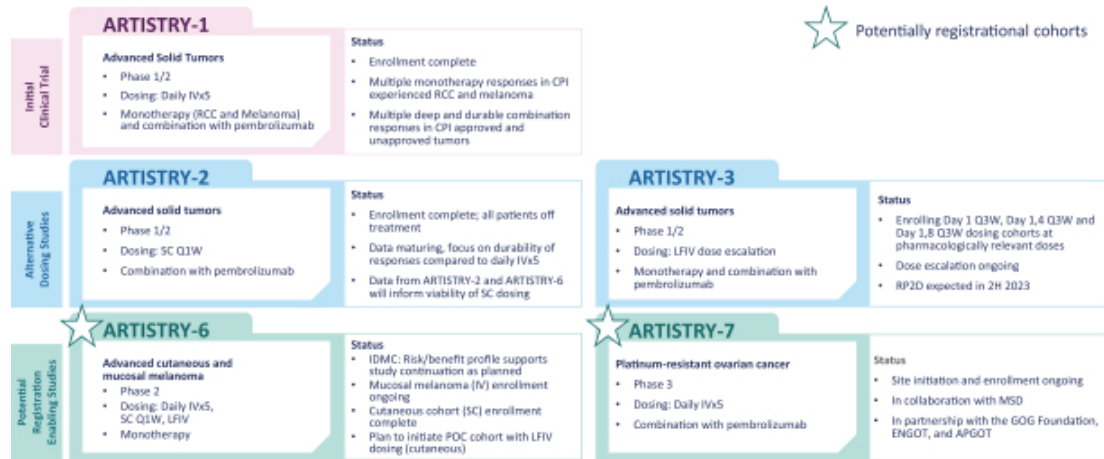 ARTISTRY-1
Potentially registrational cohorts
Initial
Clinical Trial
Advanced Solid Tumors
• Phase 1/2
• Dosing: Daily IVx5
• Monotherapy (RCC and Melanoma)
and combination with pembrolizumab
Status
• Enrollment complete
• Multiple monotherapy responses in CPI
experienced RCC and melanoma
• Multiple deep and durable combination
responses in CPI approved and
unapproved tumors
Alternative
Dosing Studies
ARTISTRY-2
Advanced solid tumors
• Phase 1/2
• Dosing: SC Q1W
• Combination with pembrolizumab
Status
• Enrollment complete; all patients off
treatment
• Data maturing, focus on durability of
responses compared to daily IVx5
• Data from ARTISTRY-2 and ARTISTRY-6
will inform viability of SC dosing
ARTISTRY-3
Advanced solid tumors
• Phase 1/2
• Dosing: LFIV dose escalation
• Monotherapy and combination with
pembrolizumab
Status
• Enrolling Day 1 Q3W, Day 1,4 Q3W and
Day 1,8 Q3W dosing cohorts at
pharmacologically relevant doses
• Dose escalation ongoing
• RP2D expected in 2H 2023
Potential
Registration
Enabling Studies
ARTISTRY-6
Advanced cutaneous and
mucosal melanoma
• Phase 2
• Dosing: Daily IVx5,
SC Q1W, LFIV
• Monotherapy
Status
• IDMC: Risk/benefit profile supports
study continuation as planned
• Mucosal melanoma (IV) enrollment
ongoing
• Cutaneous cohort (SC) enrollment
complete
• Plan to initiate POC cohort with LFIV
dosing (cutaneous)
ARTISTRY-7
Platinum-resistant ovarian cancer
• Phase 3
• Dosing: Daily IVx5
• Combination with pembrolizumab
Status
• Site initiation and enrollment ongoing
• In collaboration with MSD
• In partnership with the GOG Foundation,
ENGOT, and APGOT